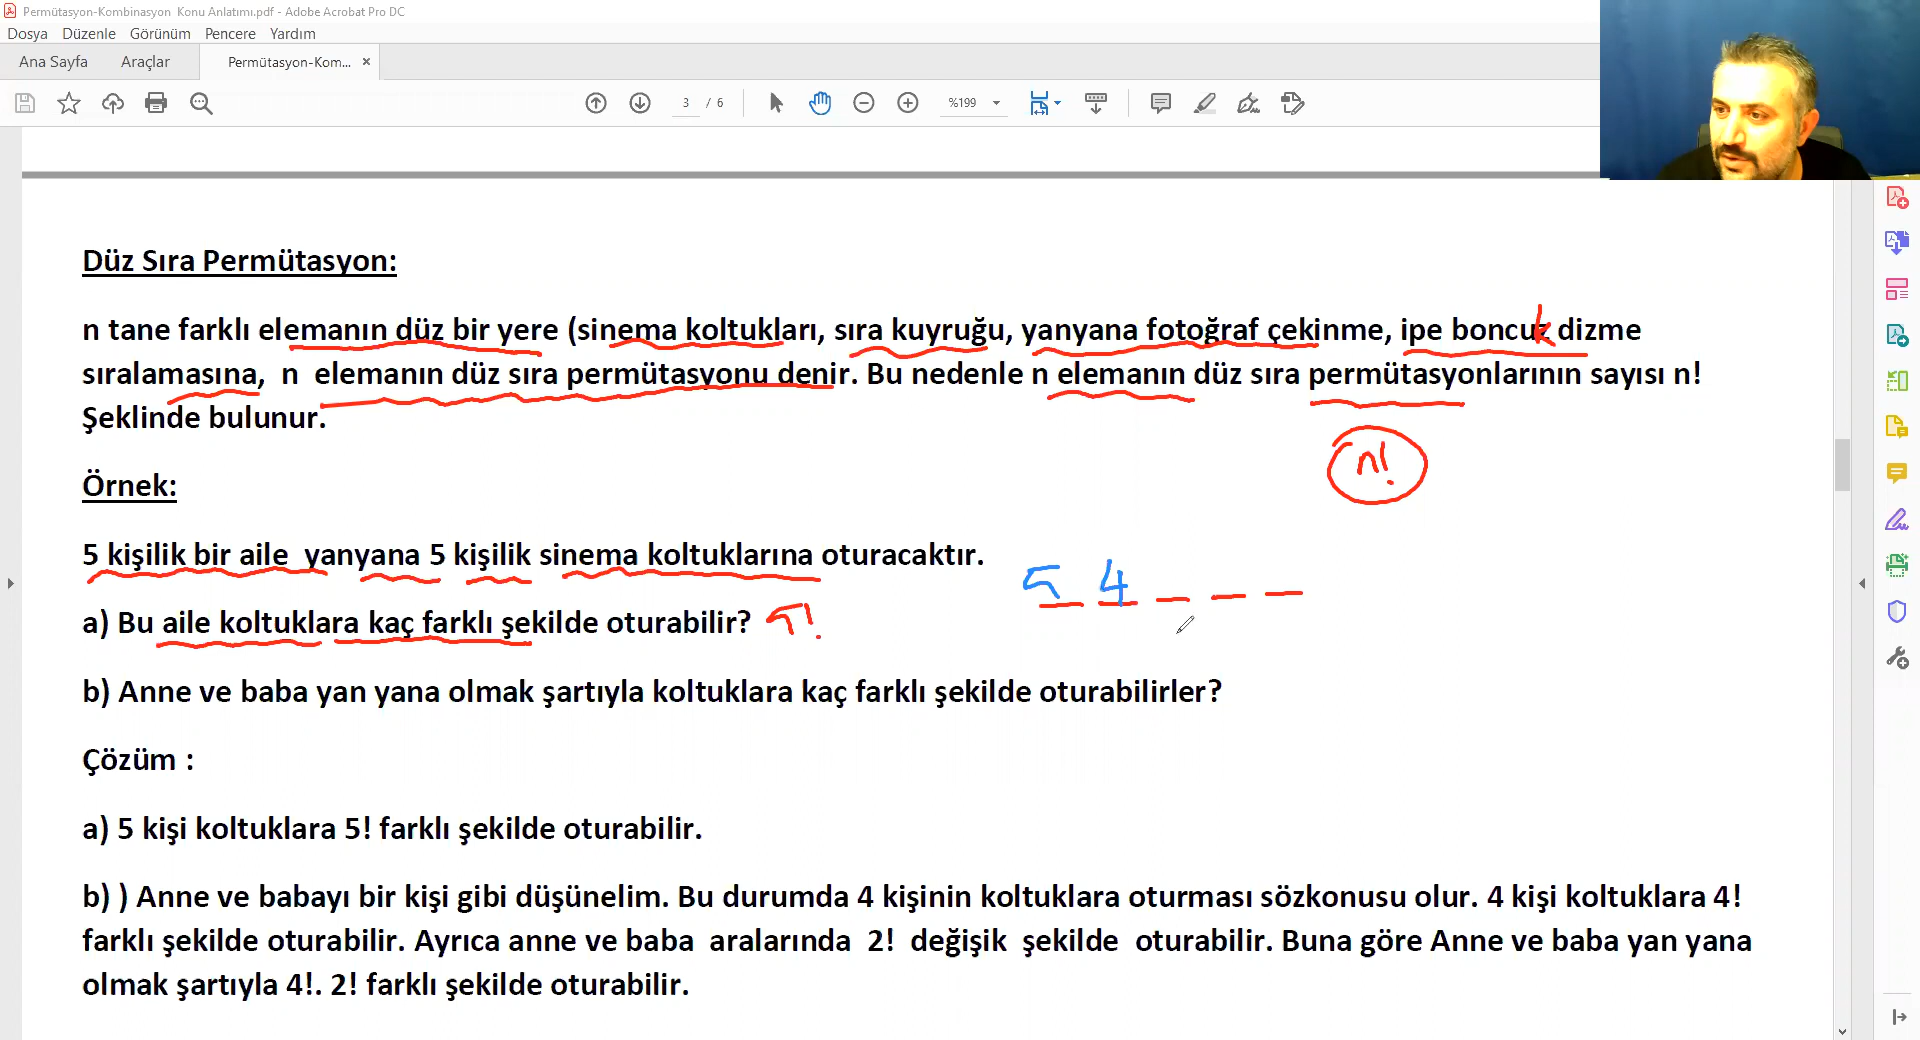 Permütasyon-Kombinasyon Konu Anlatımı.pdf - Adobe Acrobat Pro DC
Dosya Düzenle Görünüm Pencere Yardım
Ana Sayfa Araçlar Permütasyon-Kom... ×
3 / 6 %199
Düz Sıra Permütasyon:
n tane farklı elemanın düz bir yere (sinema koltukları, sıra kuyruğu, yanyana fotoğraf çekinme, ipe boncuk dizme
sıralamasına, n elemanın düz sıra permütasyonu denir. Bu nedenle n elemanın düz sıra permütasyonlarının sayısı n!
Şeklinde bulunur.
n!
Örnek:
5 kişilik bir aile yanyana 5 kişilik sinema koltuklarına oturacaktır.
5 4
a) Bu aile koltuklara kaç farklı şekilde oturabilir? 5!
b) Anne ve baba yan yana olmak şartıyla koltuklara kaç farklı şekilde oturabilirler?
Çözüm :
a) 5 kişi koltuklara 5! farklı şekilde oturabilir.
b) ) Anne ve babayı bir kişi gibi düşünelim. Bu durumda 4 kişinin koltuklara oturması sözkonusu olur. 4 kişi koltuklara 4!
farklı şekilde oturabilir. Ayrıca anne ve baba aralarında 2! değişik şekilde oturabilir. Buna göre Anne ve baba yan yana
olmak şartıyla 4!. 2! farklı şekilde oturabilir.